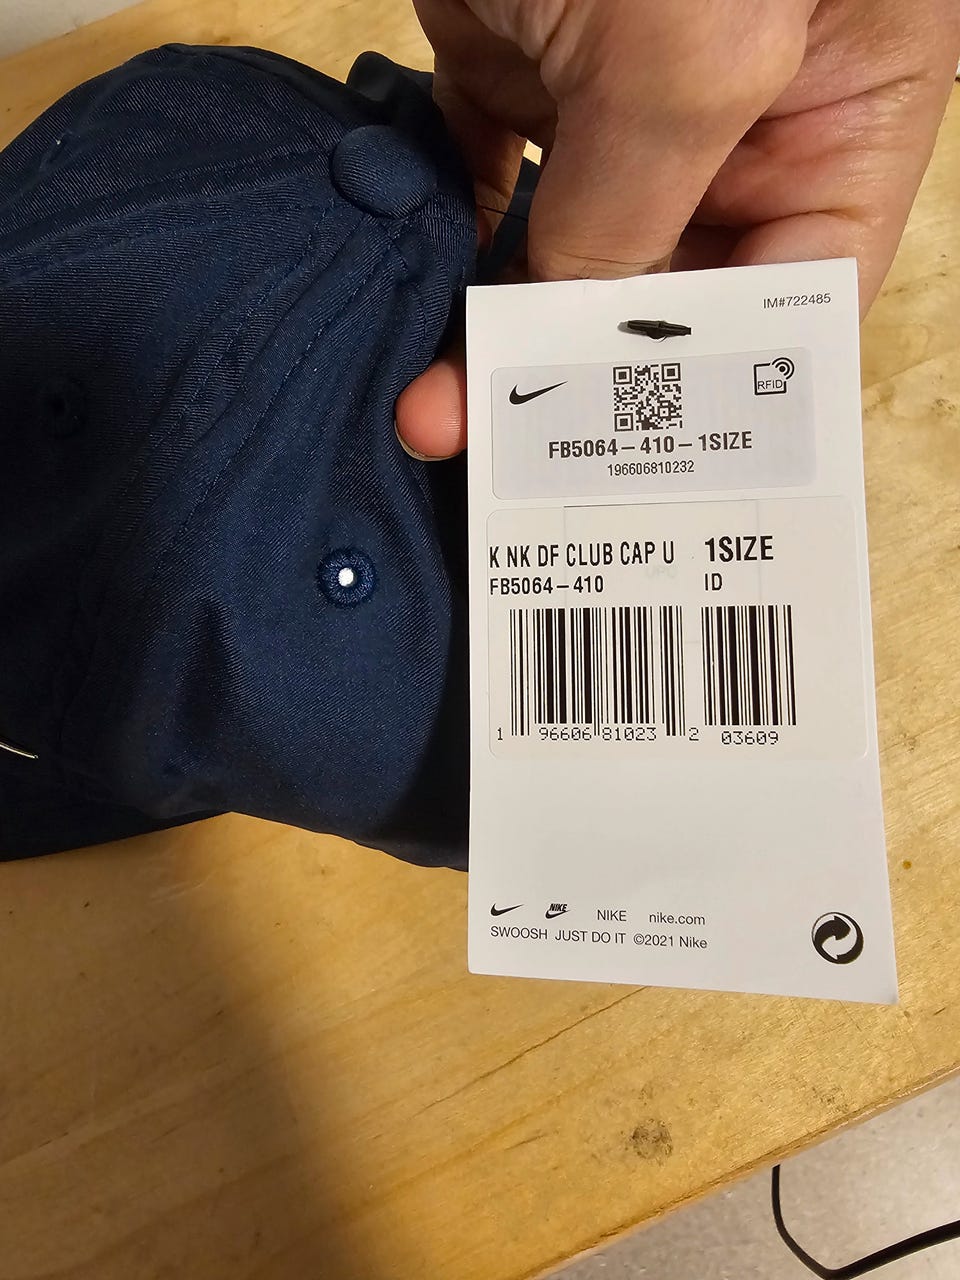 IM#722485
RFID
FB5064-410-1SIZE
196606810232
K NK DF CLUB CAP U 1SIZE
FB5064-410 ID
1 96606 81023 2 03609
NIKE NIKE nike.com
SWOOSH JUST DO IT ©2021 Nike